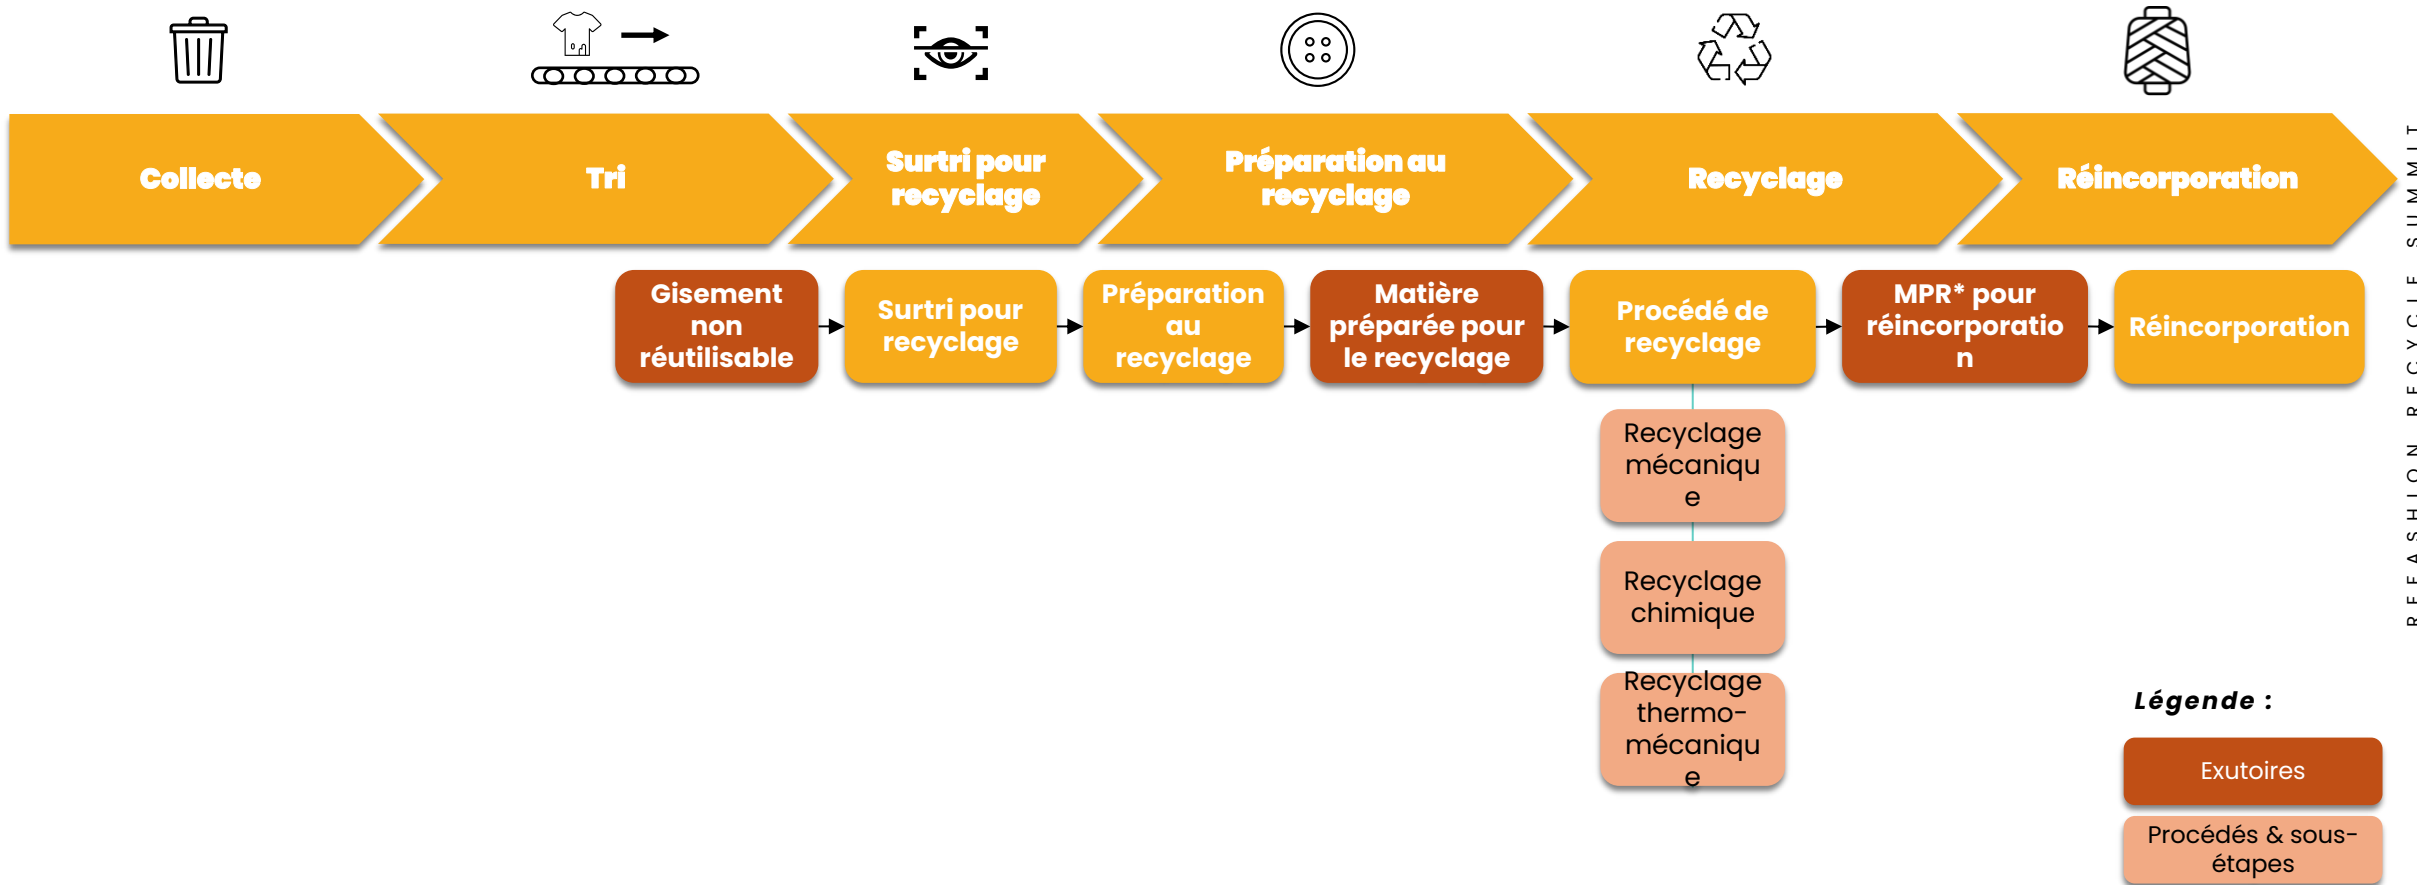 Collecte
Tri
Surtri pour
recyclage
Préparation au
recyclage
Recyclage
Réincorporation
Gisement
non
réutilisable
Surtri pour
recyclage
Préparation
au
recyclage
Matière
préparée pour
le recyclage
Procédé de
recyclage
MPR* pour
réincorporatio
n
Réincorporation
Recyclage
mécaniqu
e
Recyclage
chimique
Recyclage
thermo-
mécaniqu
e
Légende :
Exutoires
Procédés & sous-
étapes
REFASHION RECYCLE SUMMIT